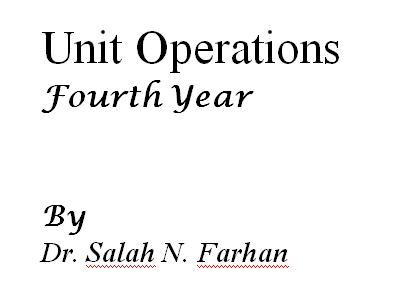 Unit Operations
Fourth Year
By
Dr. Salah N. Farhan